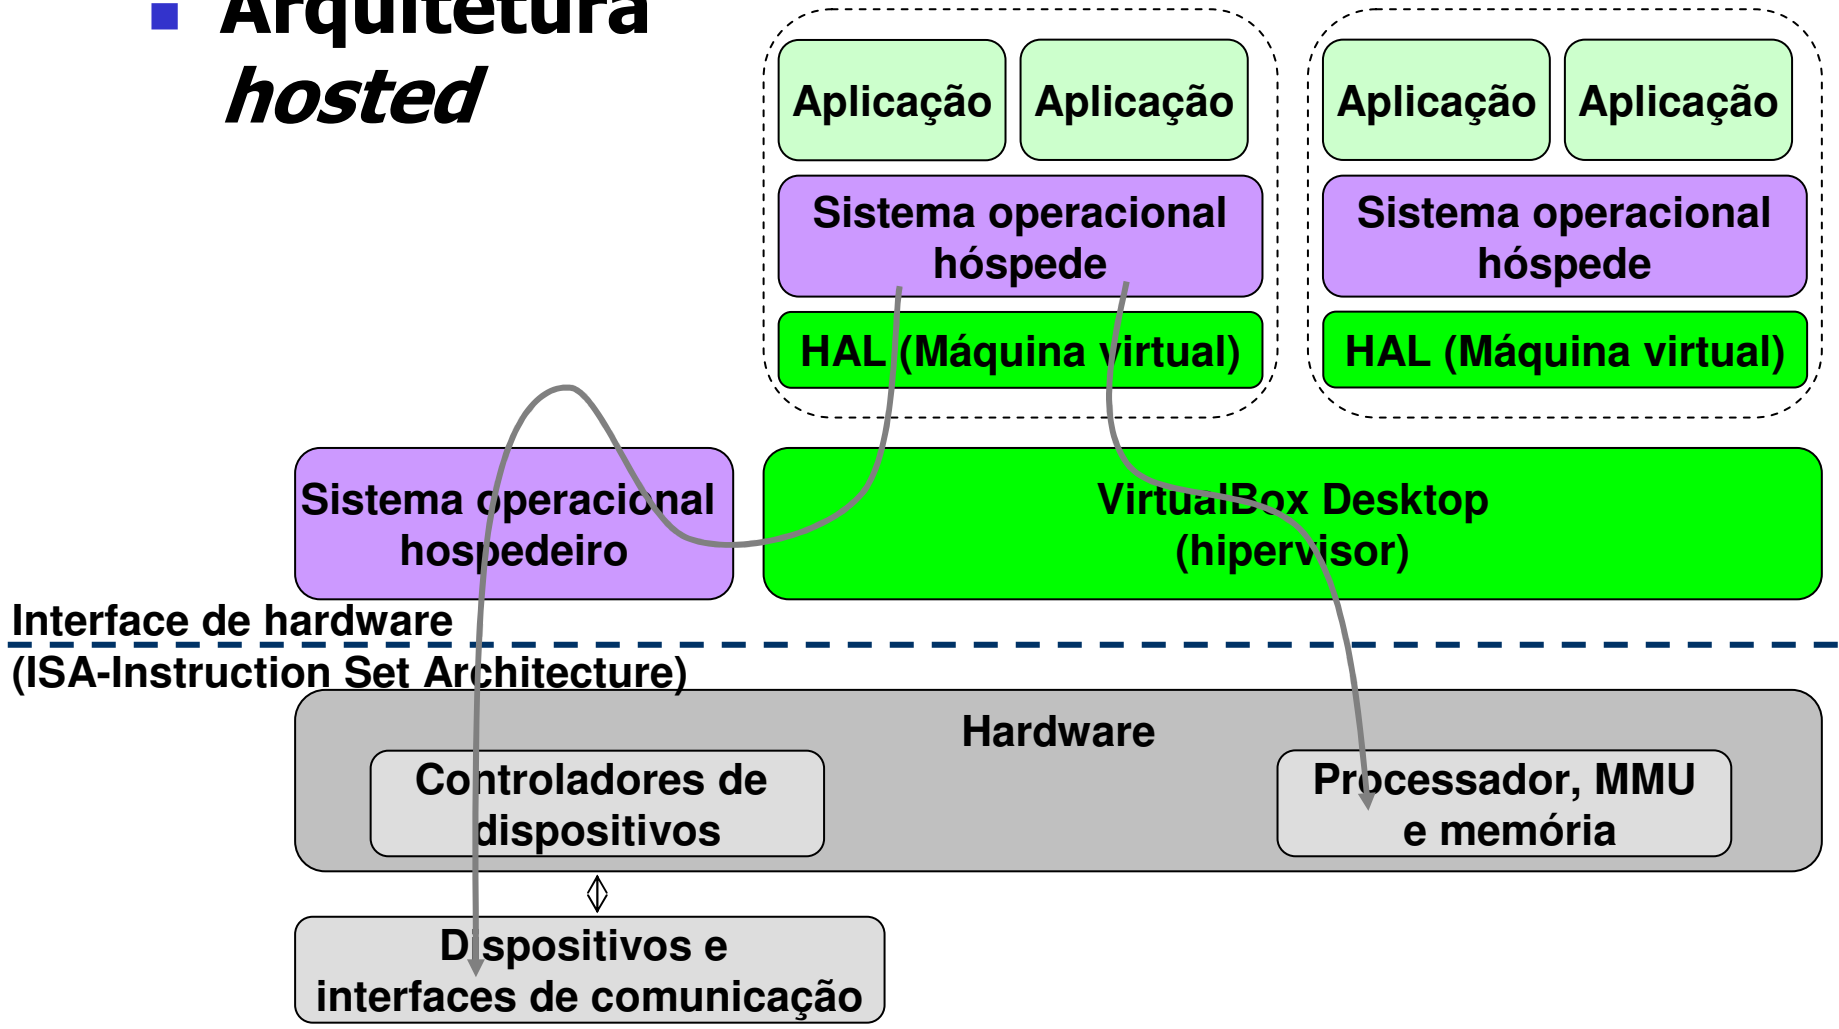 Arquitetura
hosted
Aplicação
Aplicação
Aplicação
Aplicação
Sistema operacional
hóspede
Sistema operacional
hóspede
HAL (Máquina virtual)
HAL (Máquina virtual)
Sistema operacional
hospedeiro
VirtualBox Desktop
(hipervisor)
Interface de hardware
(ISA-Instruction Set Architecture)
Hardware
Controladores de
dispositivos
Processador, MMU
e memória
Dispositivos e
interfaces de comunicação